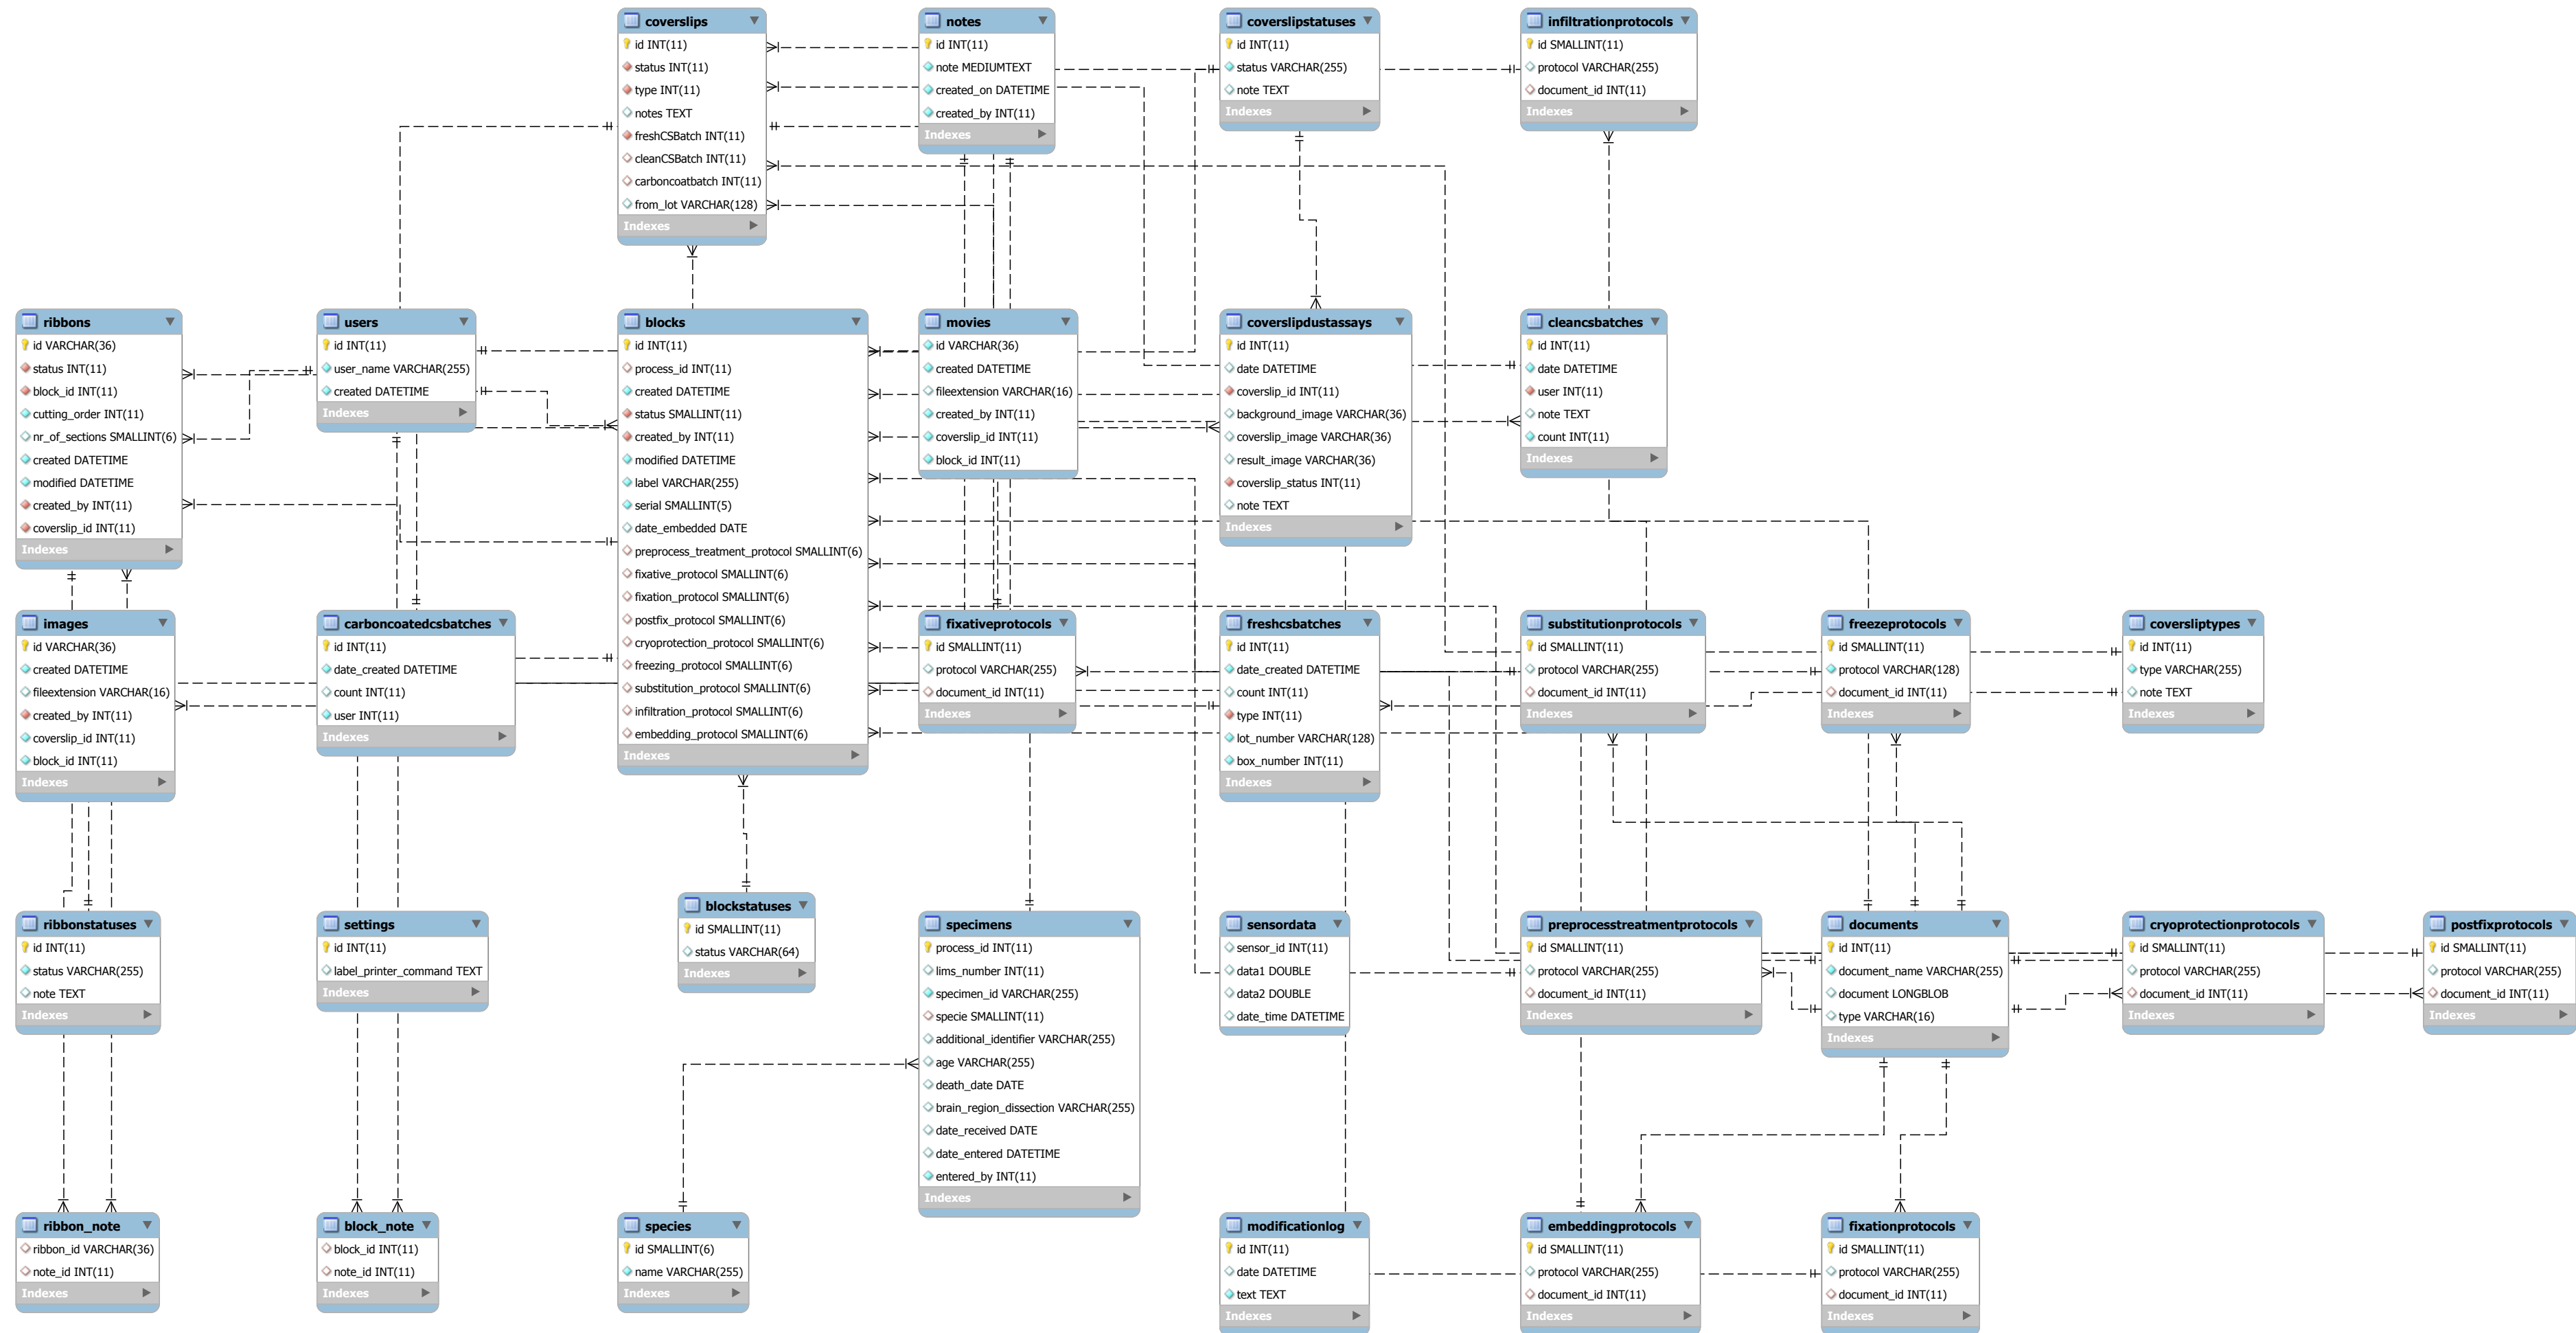 coverslips
id INT(11)
status INT(11)
type INT(11)
notes TEXT
freshCSBatch INT(11)
cleanCSBatch INT(11)
carboncoatbatch INT(11)
from_lot VARCHAR(128)
Indexes
notes
id INT(11)
note MEDIUMTEXT
created_on DATETIME
created_by INT(11)
Indexes
coverslipstatuses
id INT(11)
status VARCHAR(255)
note TEXT
Indexes
infiltrationprotocols
id SMALLINT(11)
protocol VARCHAR(255)
document_id INT(11)
Indexes
ribbons
id VARCHAR(36)
status INT(11)
block_id INT(11)
cutting_order INT(11)
nr_of_sections SMALLINT(6)
created DATETIME
modified DATETIME
created_by INT(11)
coverslip_id INT(11)
Indexes
users
id INT(11)
user_name VARCHAR(255)
created DATETIME
Indexes
blocks
id INT(11)
process_id INT(11)
created DATETIME
status SMALLINT(11)
created_by INT(11)
modified DATETIME
label VARCHAR(255)
serial SMALLINT(5)
date_embedded DATE
preprocess_treatment_protocol SMALLINT(6)
fixative_protocol SMALLINT(6)
fixation_protocol SMALLINT(6)
postfix_protocol SMALLINT(6)
cryoprotection_protocol SMALLINT(6)
freezing_protocol SMALLINT(6)
substitution_protocol SMALLINT(6)
infiltration_protocol SMALLINT(6)
embedding_protocol SMALLINT(6)
Indexes
movies
id VARCHAR(36)
created DATETIME
fileextension VARCHAR(16)
created_by INT(11)
coverslip_id INT(11)
block_id INT(11)
coverslipdustassays
id INT(11)
date DATETIME
coverslip_id INT(11)
background_image VARCHAR(36)
coverslip_image VARCHAR(36)
result_image VARCHAR(36)
coverslip_status INT(11)
note TEXT
Indexes
cleancsbatches
id INT(11)
date DATETIME
user INT(11)
note TEXT
count INT(11)
Indexes
images
id VARCHAR(36)
created DATETIME
fileextension VARCHAR(16)
created_by INT(11)
coverslip_id INT(11)
block_id INT(11)
Indexes
carboncoatedcsbatches
id INT(11)
date_created DATETIME
count INT(11)
user INT(11)
Indexes
fixativeprotocols
id SMALLINT(11)
protocol VARCHAR(255)
document_id INT(11)
Indexes
freshcsbatches
id INT(11)
date_created DATETIME
count INT(11)
type INT(11)
lot_number VARCHAR(128)
box_number INT(11)
Indexes
substitutionprotocols
id SMALLINT(11)
protocol VARCHAR(255)
document_id INT(11)
Indexes
freezeprotocols
id SMALLINT(11)
protocol VARCHAR(128)
document_id INT(11)
Indexes
coversliptypes
id INT(11)
type VARCHAR(255)
note TEXT
Indexes
ribbonstatuses
id INT(11)
status VARCHAR(255)
note TEXT
Indexes
settings
id INT(11)
label_printer_command TEXT
Indexes
blockstatuses
id SMALLINT(11)
status VARCHAR(64)
Indexes
specimens
process_id INT(11)
lims_number INT(11)
specimen_id VARCHAR(255)
specie SMALLINT(11)
additional_identifier VARCHAR(255)
age VARCHAR(255)
death_date DATE
brain_region_dissection VARCHAR(255)
date_received DATE
date_entered DATETIME
entered_by INT(11)
Indexes
sensordata
sensor_id INT(11)
data1 DOUBLE
data2 DOUBLE
date_time DATETIME
preprocesstreatmentprotocols
id SMALLINT(11)
protocol VARCHAR(255)
document_id INT(11)
Indexes
documents
id INT(11)
document_name VARCHAR(255)
document LONGBLOB
type VARCHAR(16)
Indexes
cryoprotectionprotocols
id SMALLINT(11)
protocol VARCHAR(255)
document_id INT(11)
Indexes
postfixprotocols
id SMALLINT(11)
protocol VARCHAR(255)
document_id INT(11)
Indexes
ribbon_note
ribbon_id VARCHAR(36)
note_id INT(11)
Indexes
block_note
block_id INT(11)
note_id INT(11)
Indexes
species
id SMALLINT(6)
name VARCHAR(255)
Indexes
modificationlog
id INT(11)
date DATETIME
text TEXT
Indexes
embeddingprotocols
id SMALLINT(11)
protocol VARCHAR(255)
document_id INT(11)
Indexes
fixationprotocols
id SMALLINT(11)
protocol VARCHAR(255)
document_id INT(11)
Indexes